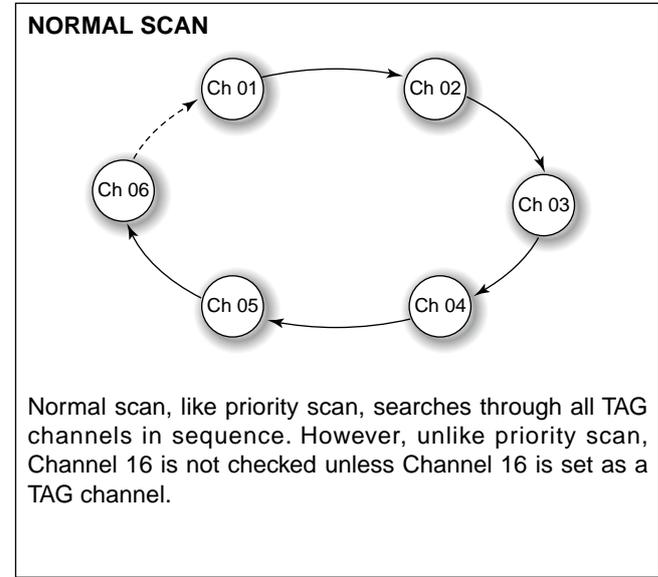 NORMAL SCAN
Ch 01
Ch 02
Ch 06
Ch 03
Ch 05
Ch 04
Normal scan, like priority scan, searches through all TAG
channels in sequence. However, unlike priority scan,
Channel 16 is not checked unless Channel 16 is set as a
TAG channel.